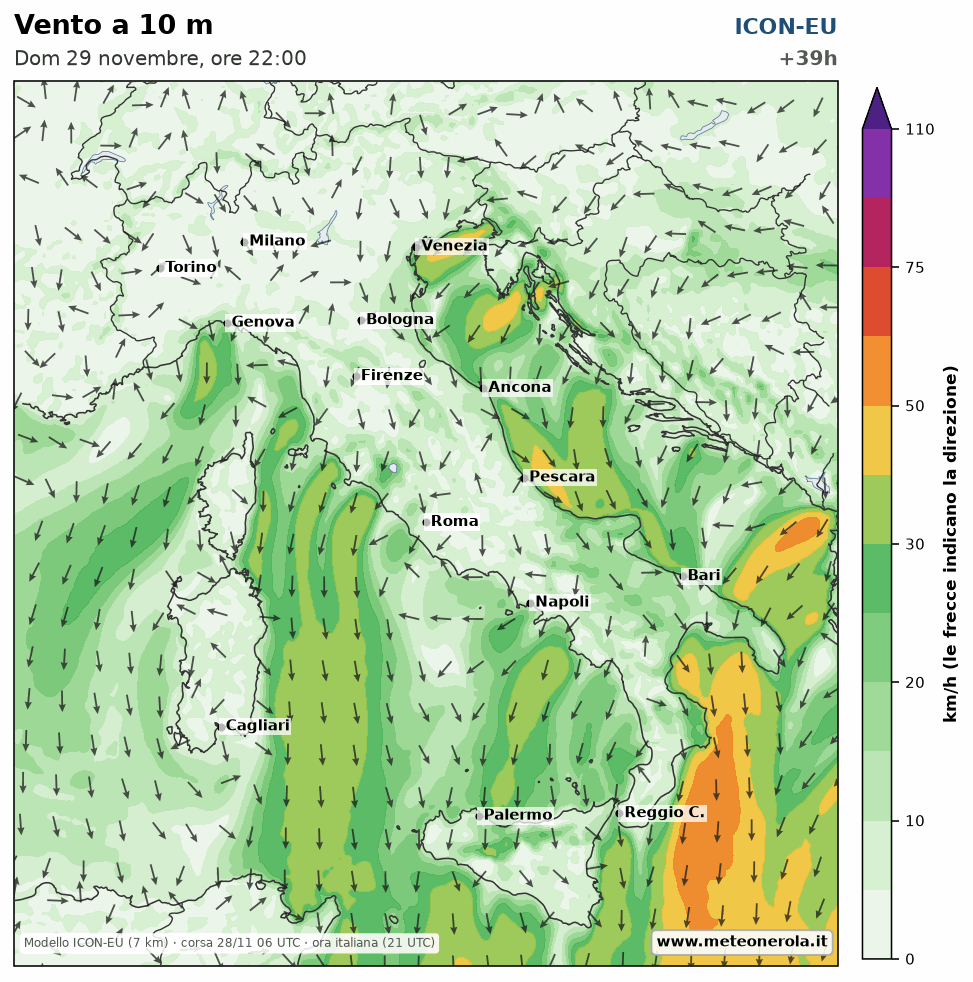 Vento a 10 m
ICON-EU
Dom 29 novembre, ore 22:00
+39h
110
75
50
30
20
10
0
km/h (le frecce indicano la direzione)
Venezia
Milano
Torino
Bologna
Genova
Firenze
Ancona
Pescara
Roma
Bari
Napoli
Cagliari
Palermo
Reggio C.
Modello ICON-EU (7 km) · corsa 28/11 06 UTC · ora italiana (21 UTC)
www.meteonerola.it